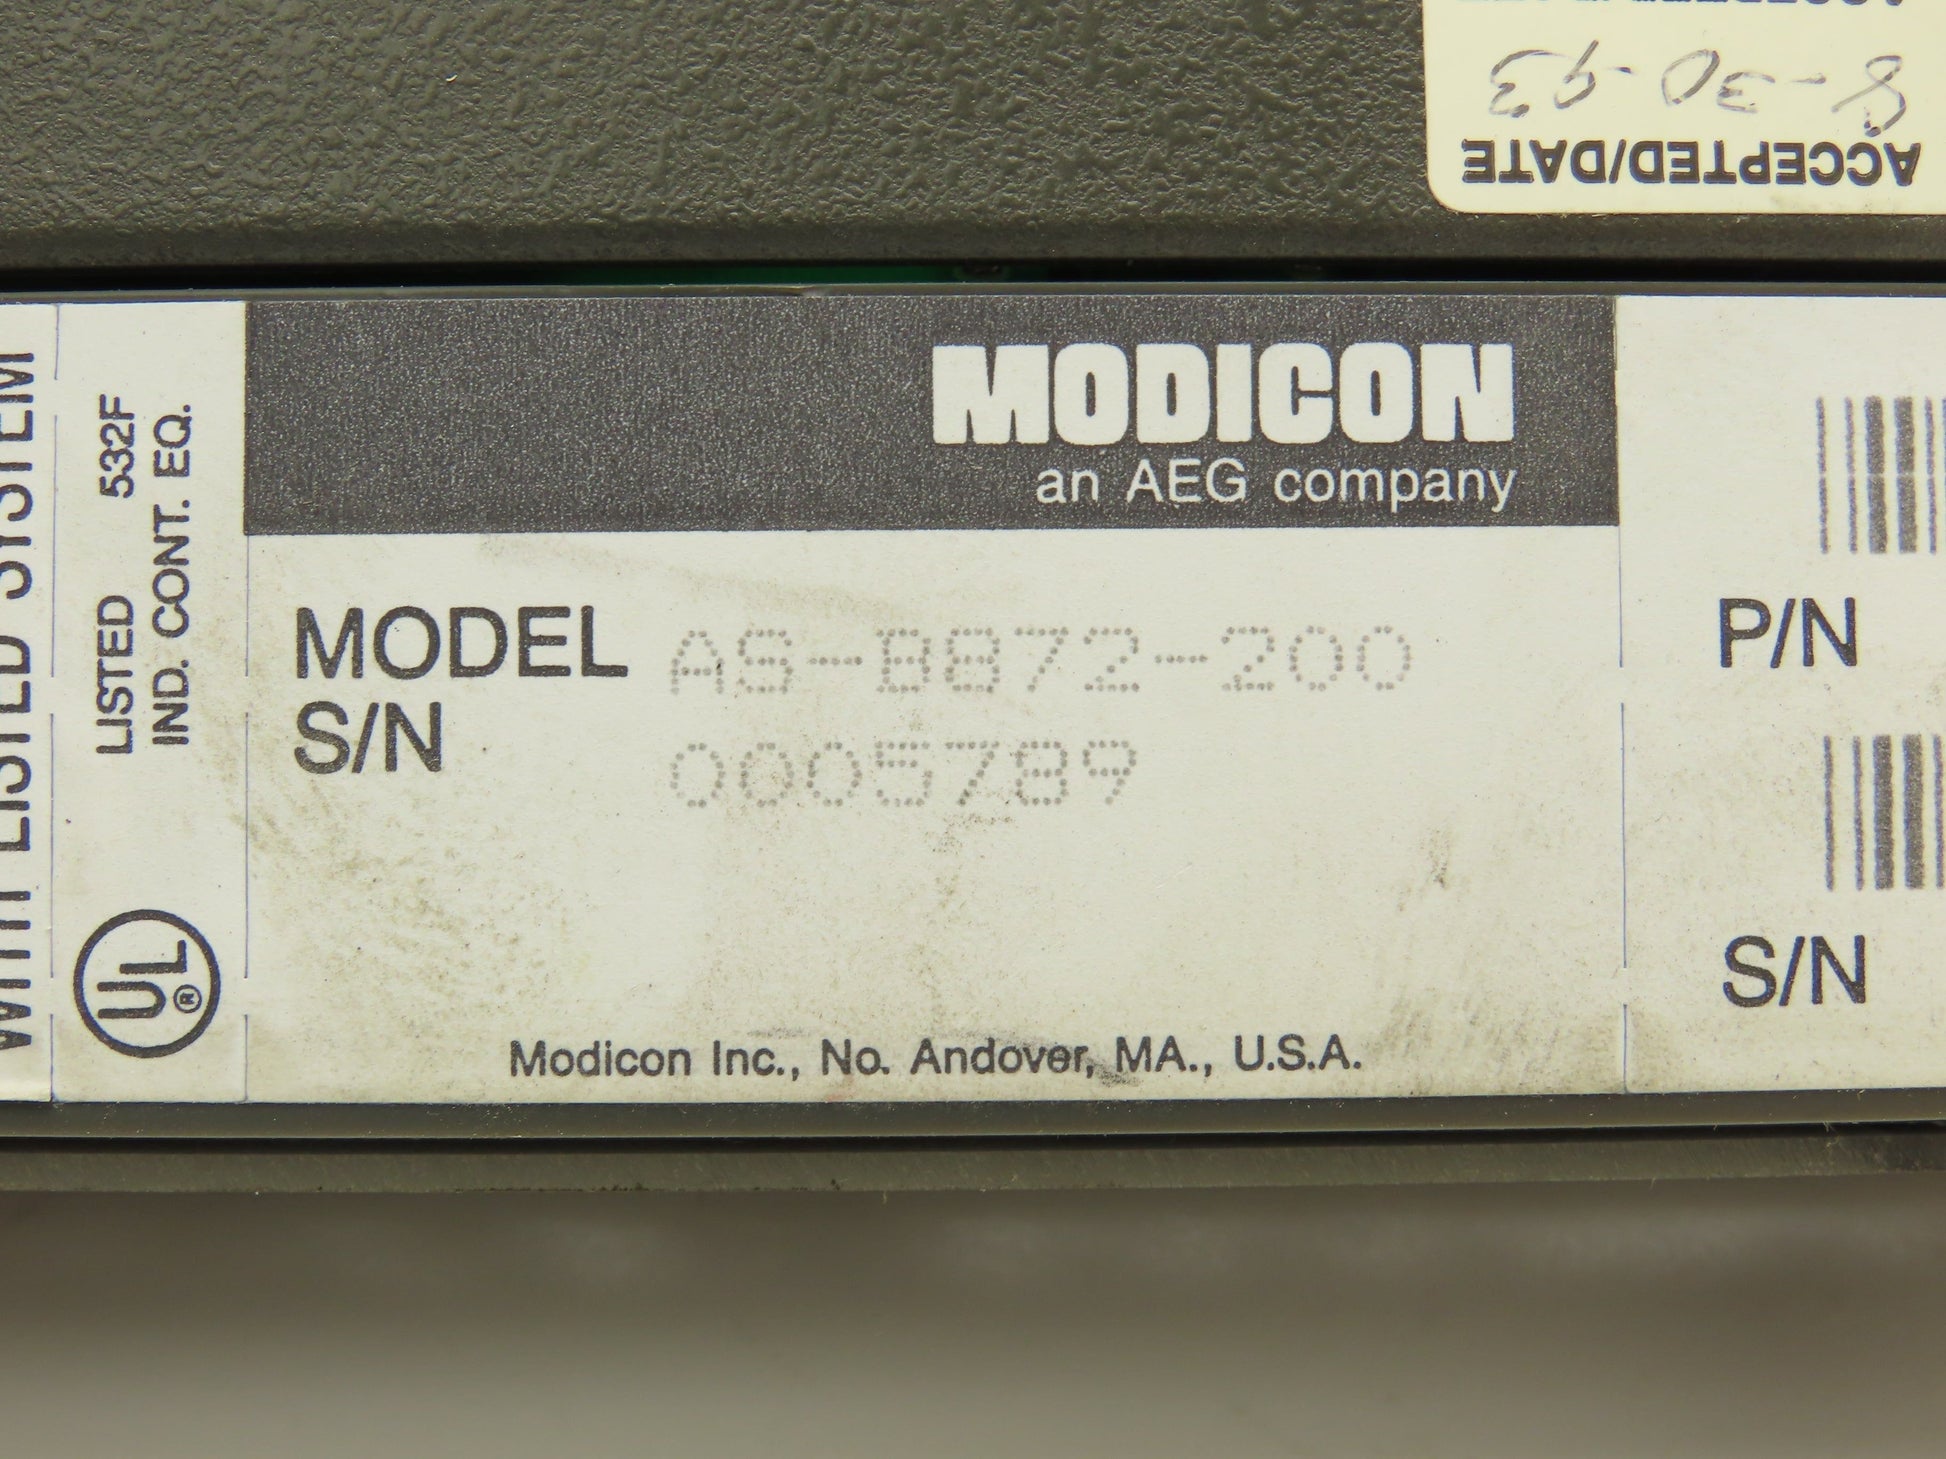 8-30-93
ACCEPTED/DATE
WITH LISTED SYSTEM
LISTED 532F
IND. CONT. EQ.
UL®
MODICON
an AEG company
MODEL AS-B872-200
S/N 0005789
Modicon Inc., No. Andover, MA., U.S.A.
P/N
S/N